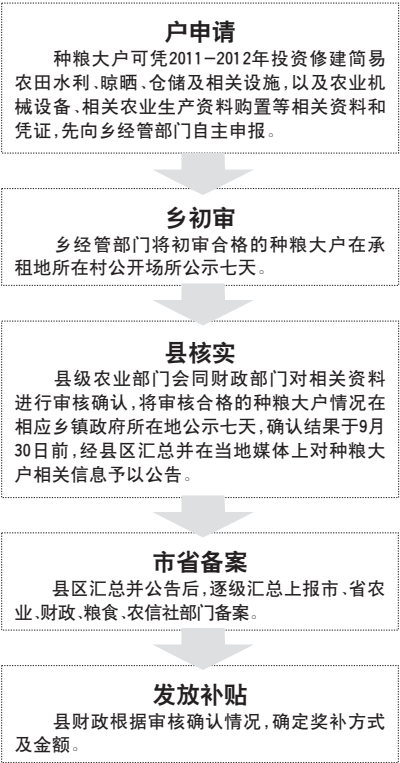 户申请
种粮大户可凭2011-2012年投资修建简易
农田水利、晾晒、仓储及相关设施,以及农业机
械设备、相关农业生产资料购置等相关资料和
凭证,先向乡经管部门自主申报。
乡初审
乡经管部门将初审合格的种粮大户在承
租地所在村公开场所公示七天。
县核实
县级农业部门会同财政部门对相关资料
进行审核确认,将审核合格的种粮大户情况在
相应乡镇政府所在地公示七天,确认结果于9月
30日前,经县区汇总并在当地媒体上对种粮大
户相关信息予以公告。
市省备案
县区汇总并公告后,逐级汇总上报市、省农
业、财政、粮食、农信社部门备案。
发放补贴
县财政根据审核确认情况,确定奖补方式
及金额。